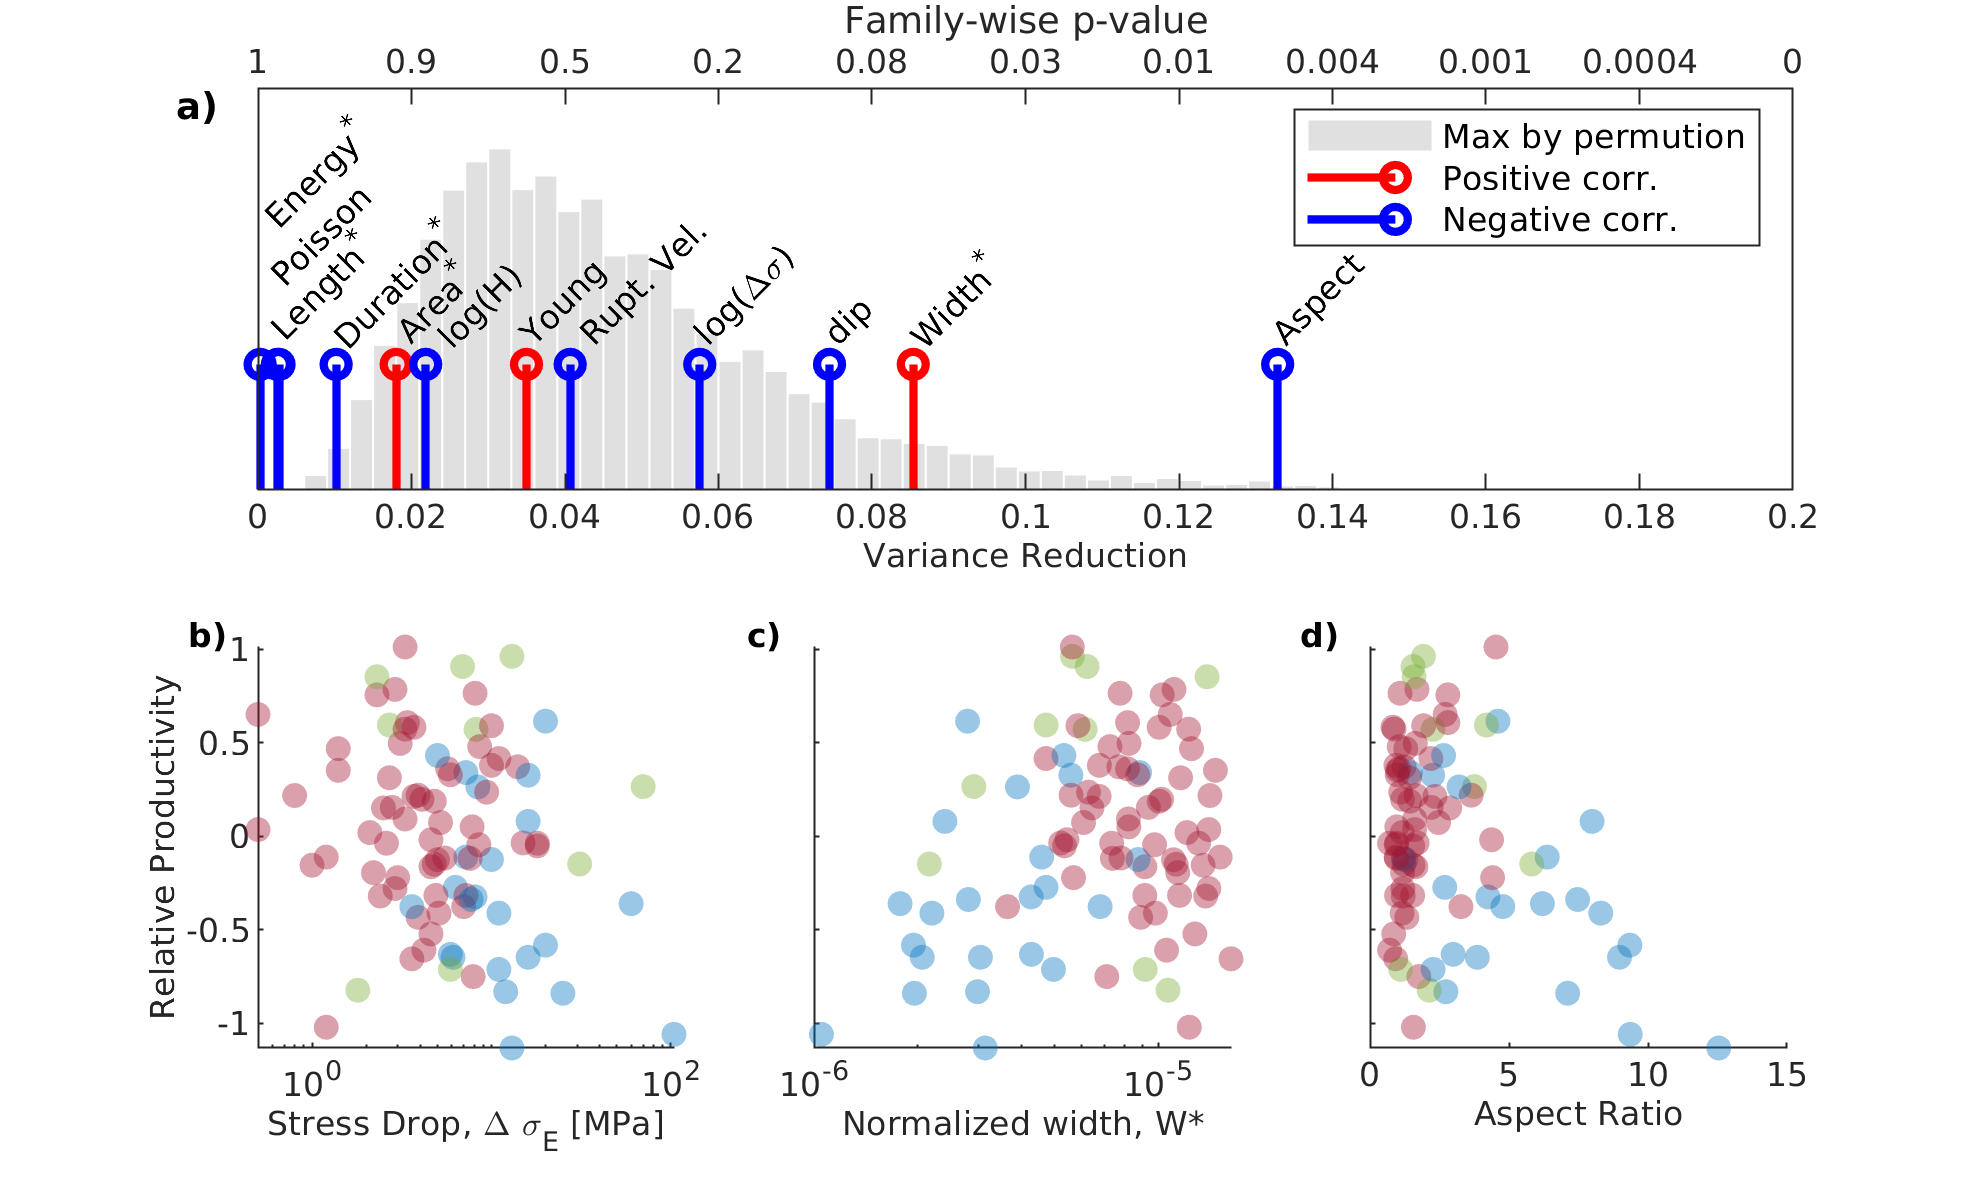 Family-wise p-value
1 0.9 0.5 0.2 0.08 0.03 0.01 0.004 0.001 0.0004 0
a)
Energy*
Poisson
Length*
Duration*
Area*
log(H)
Young
Rupt. Vel.
log(Δσ)
dip
Width*
Aspect
Max by permution
Positive corr.
Negative corr.
0 0.02 0.04 0.06 0.08 0.1 0.12 0.14 0.16 0.18 0.2
Variance Reduction
b)
Relative Productivity
1
0.5
0
-0.5
-1
10^0 10^2
Stress Drop, Δ σ_E [MPa]
c)
10^-6 10^-5
Normalized width, W*
d)
0 5 10 15
Aspect Ratio